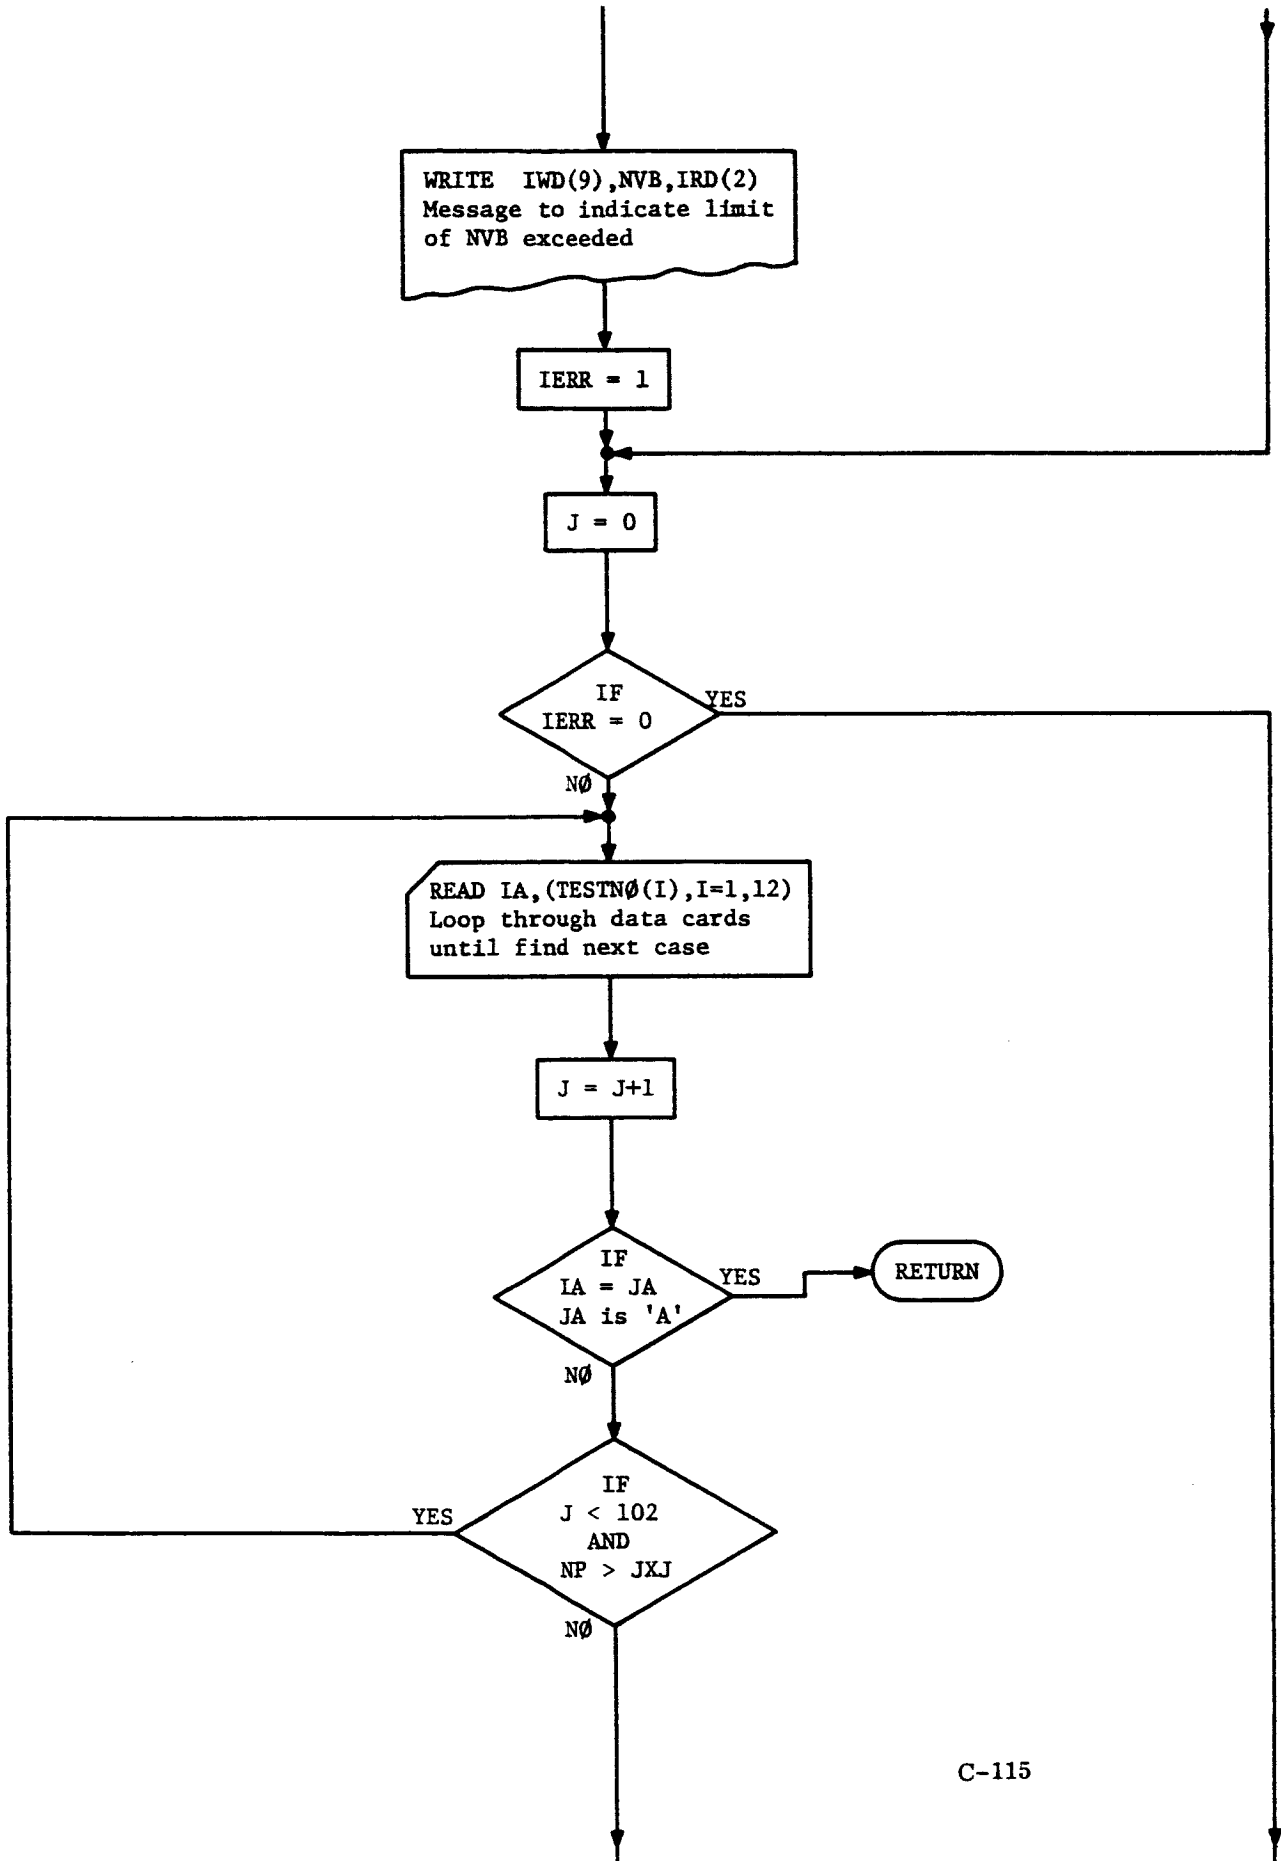 WRITE IWD(9),NVB,IRD(2)
Message to indicate limit
of NVB exceeded
IERR = 1
J = 0
IF
IERR = 0
YES
NØ
READ IA,(TESTNØ(I),I=1,12)
Loop through data cards
until find next case
J = J+1
IF
IA = JA
JA is 'A'
YES
RETURN
NØ
IF
J < 102
AND
NP > JXJ
YES
NØ
C-115